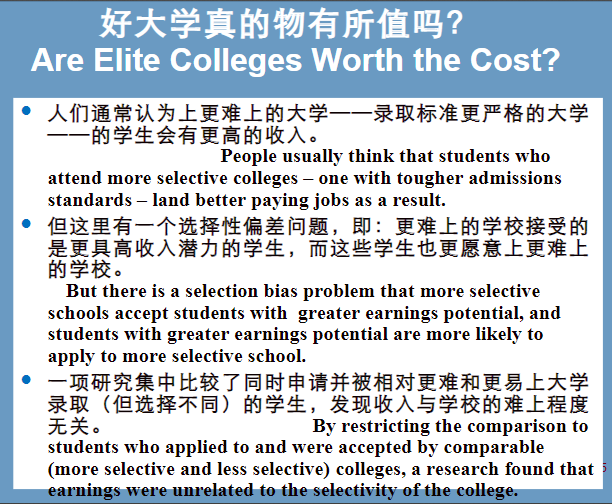 好大学真的物有所值吗?
Are Elite Colleges Worth the Cost?
人们通常认为上更难上的大学——录取标准更严格的大学
——的学生会有更高的收入。
People usually think that students who
attend more selective colleges – one with tougher admissions
standards – land better paying jobs as a result.
但这里有一个选择性偏差问题，即：更难上的学校接受的
是更具高收入潜力的学生，而这些学生也更愿意上更难上
的学校。
But there is a selection bias problem that more selective
schools accept students with greater earnings potential, and
students with greater earnings potential are more likely to
apply to more selective school.
一项研究集中比较了同时申请并被相对更难和更易上大学
录取（但选择不同）的学生，发现收入与学校的难上程度
无关。 By restricting the comparison to
students who applied to and were accepted by comparable
(more selective and less selective) colleges, a research found that
earnings were unrelated to the selectivity of the college.